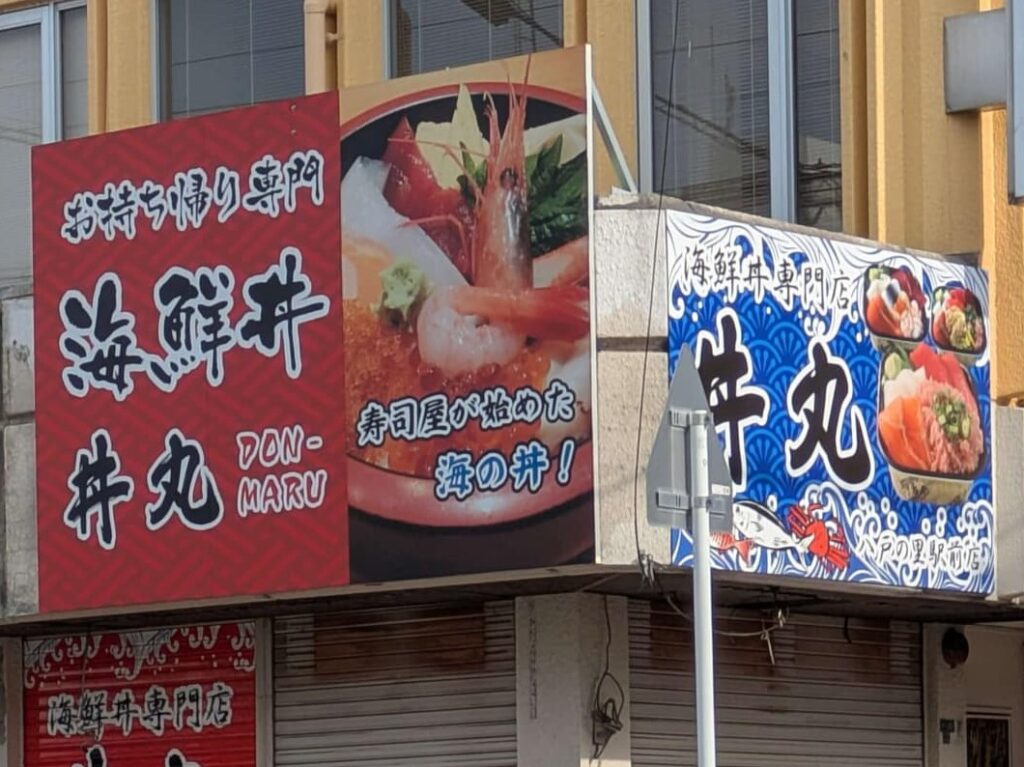 お持ち帰り専門
海鮮丼
丼丸
DON-
MARU
寿司屋が始めた
海の丼！
海鮮丼専門店
丼丸
八戸の里駅前店
海鮮丼専門店